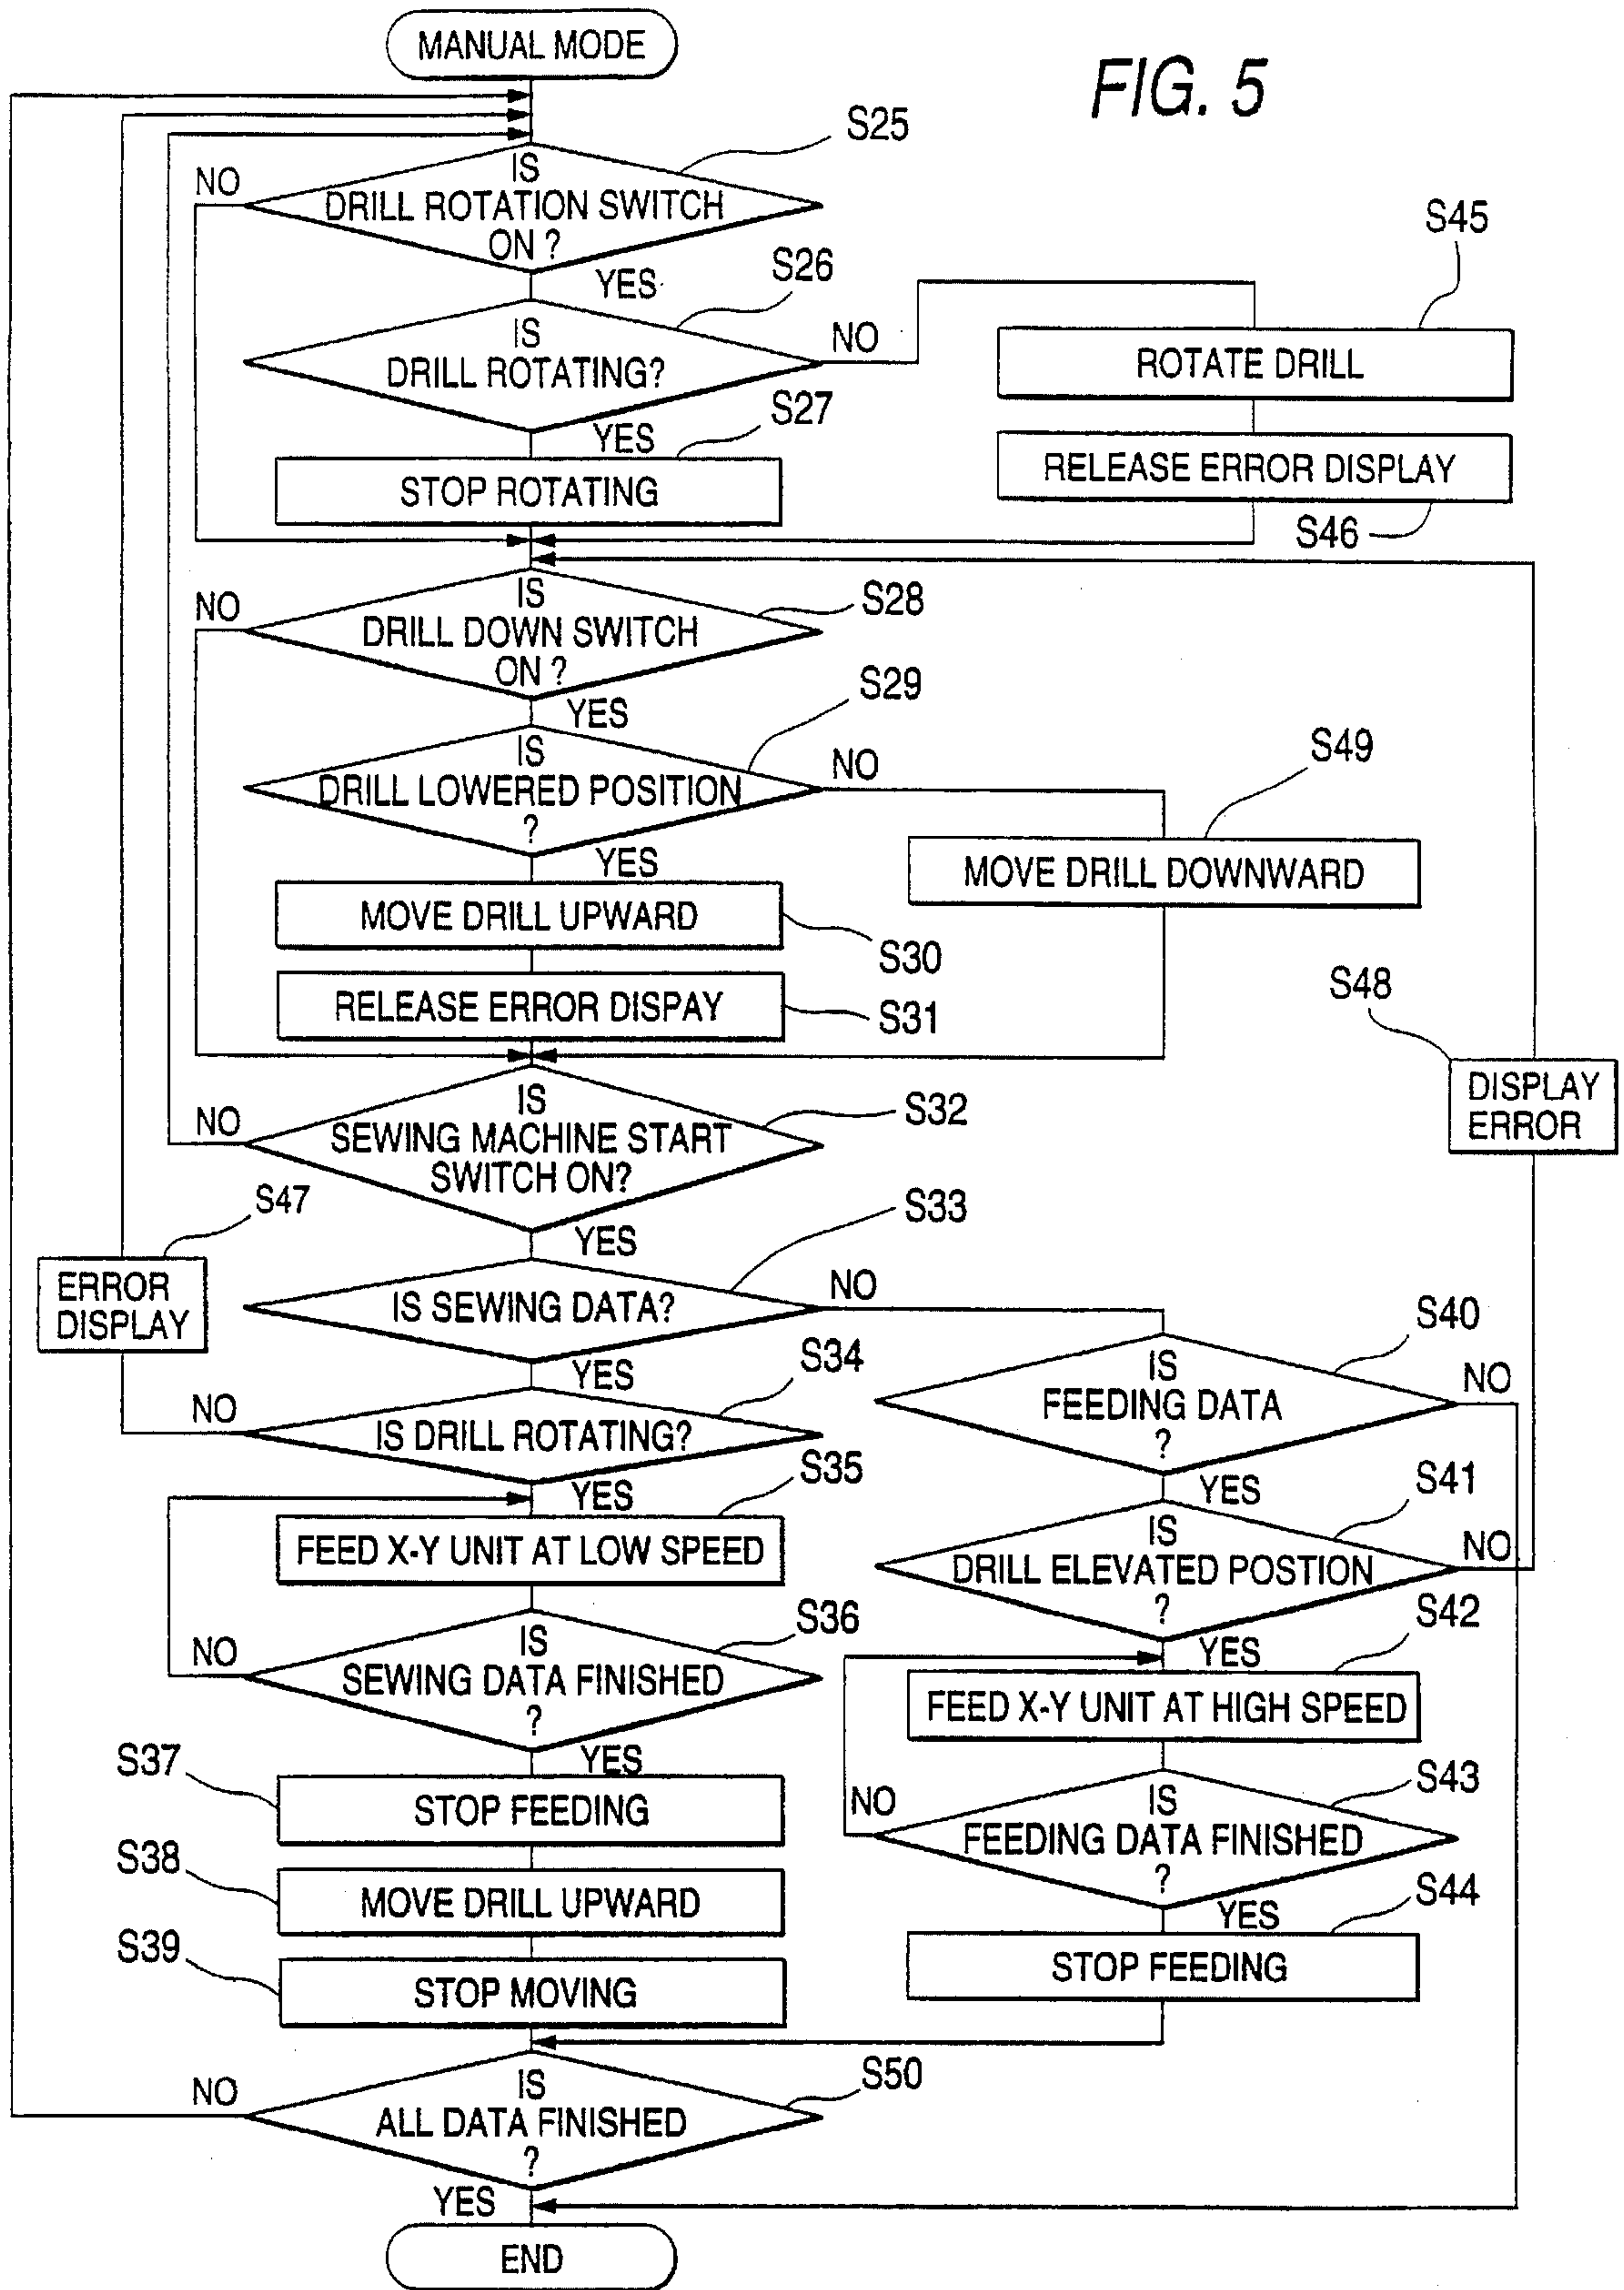 MANUAL MODE
FIG. 5
S25
NO
IS
DRILL ROTATION SWITCH
ON ?
YES
S26
S45
IS
DRILL ROTATING?
NO
ROTATE DRILL
S27
YES
STOP ROTATING
RELEASE ERROR DISPLAY
S46
NO
IS
DRILL DOWN SWITCH
ON ?
S28
YES
S29
IS
DRILL LOWERED POSITION
?
NO
S49
YES
MOVE DRILL DOWNWARD
MOVE DRILL UPWARD
S30
RELEASE ERROR DISPAY
S31
S48
DISPLAY
ERROR
NO
IS
SEWING MACHINE START
SWITCH ON?
S32
S47
YES
S33
ERROR
DISPLAY
IS SEWING DATA?
NO
S40
YES
S34
IS
FEEDING DATA
?
NO
NO
IS DRILL ROTATING?
S35
YES
YES
S41
FEED X-Y UNIT AT LOW SPEED
IS
DRILL ELEVATED POSTION
?
NO
S36
S42
NO
IS
SEWING DATA FINISHED
?
YES
FEED X-Y UNIT AT HIGH SPEED
S37
YES
S43
STOP FEEDING
NO
IS
FEEDING DATA FINISHED
?
S38
MOVE DRILL UPWARD
S44
YES
S39
STOP MOVING
STOP FEEDING
NO
IS
ALL DATA FINISHED
?
S50
YES
END